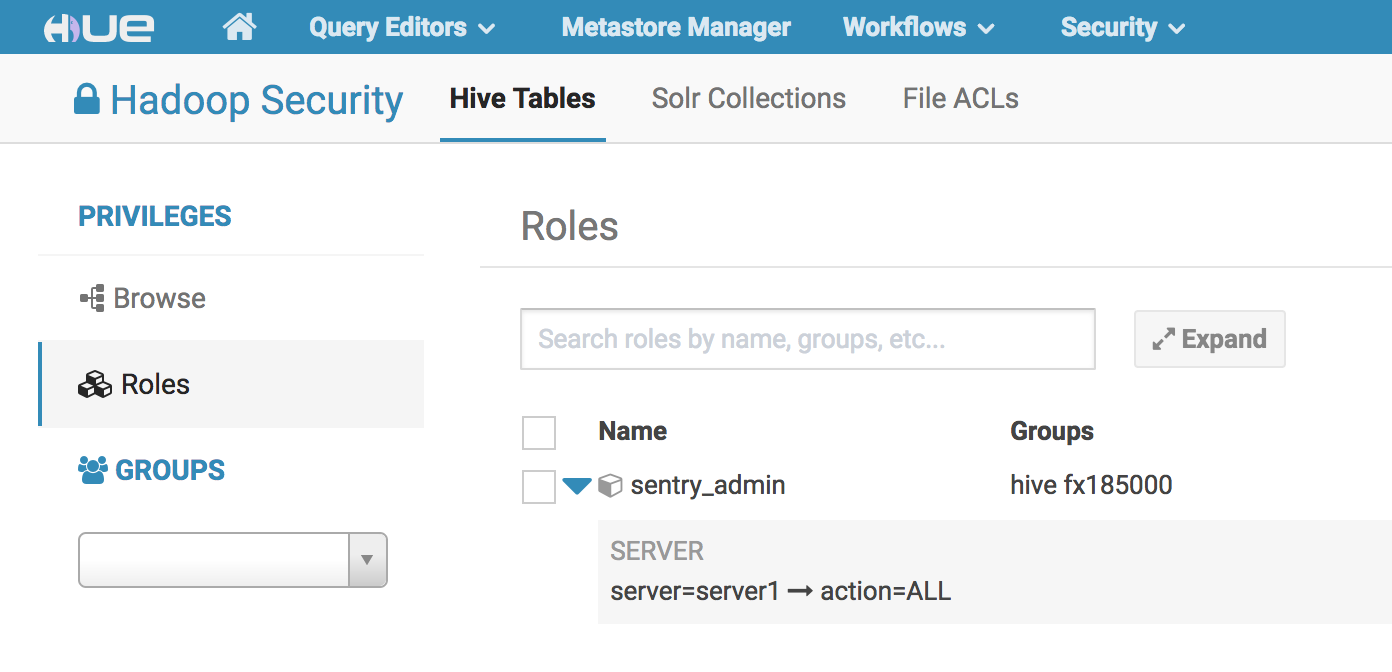 HUE Query Editors Metastore Manager Workflows Security
Hadoop Security Hive Tables Solr Collections File ACLs
PRIVILEGES
Browse
Roles
GROUPS
Roles
Search roles by name, groups, etc...
Expand
Name Groups
sentry_admin hive fx185000
SERVER
server=server1 → action=ALL